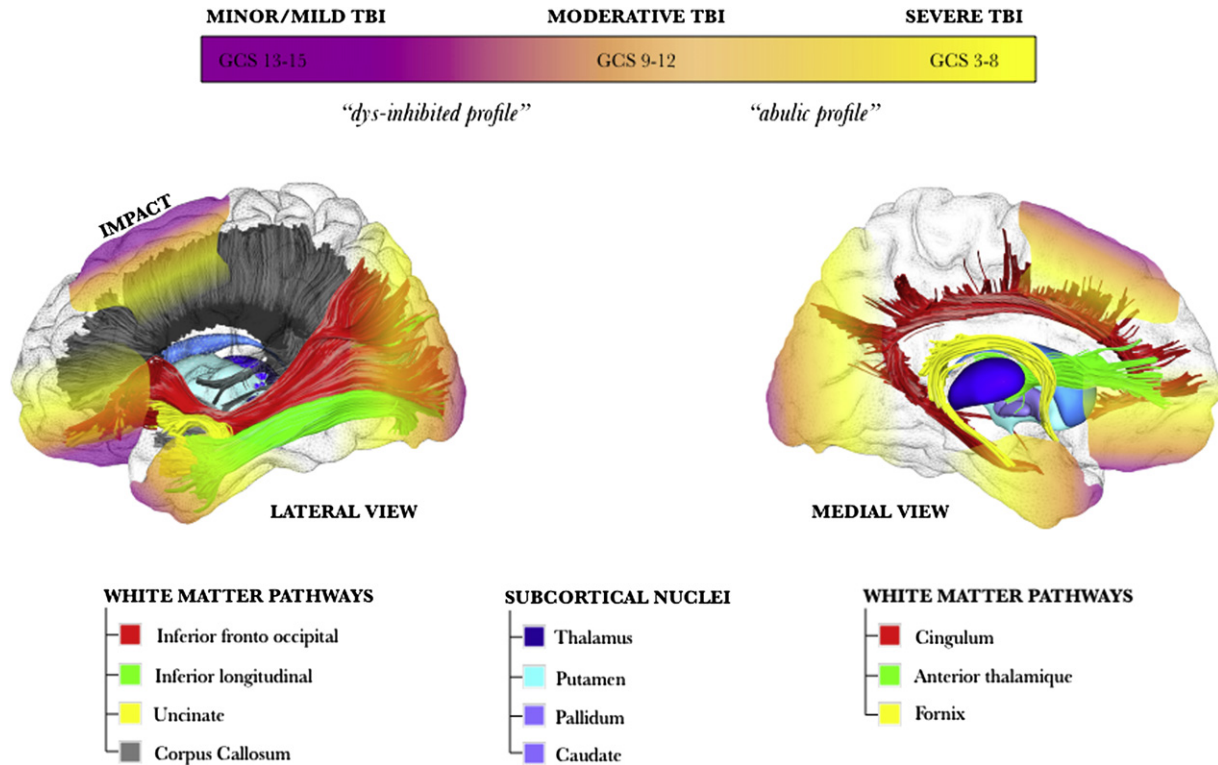 MINOR/MILD TBI MODERATIVE TBI SEVERE TBI
GCS 13-15 GCS 9-12 GCS 3-8
“dys-inhibited profile” “abulic profile”
IMPACT
LATERAL VIEW MEDIAL VIEW
WHITE MATTER PATHWAYS
Inferior fronto occipital
Inferior longitudinal
Uncinate
Corpus Callosum
SUBCORTICAL NUCLEI
Thalamus
Putamen
Pallidum
Caudate
WHITE MATTER PATHWAYS
Cingulum
Anterior thalamique
Fornix